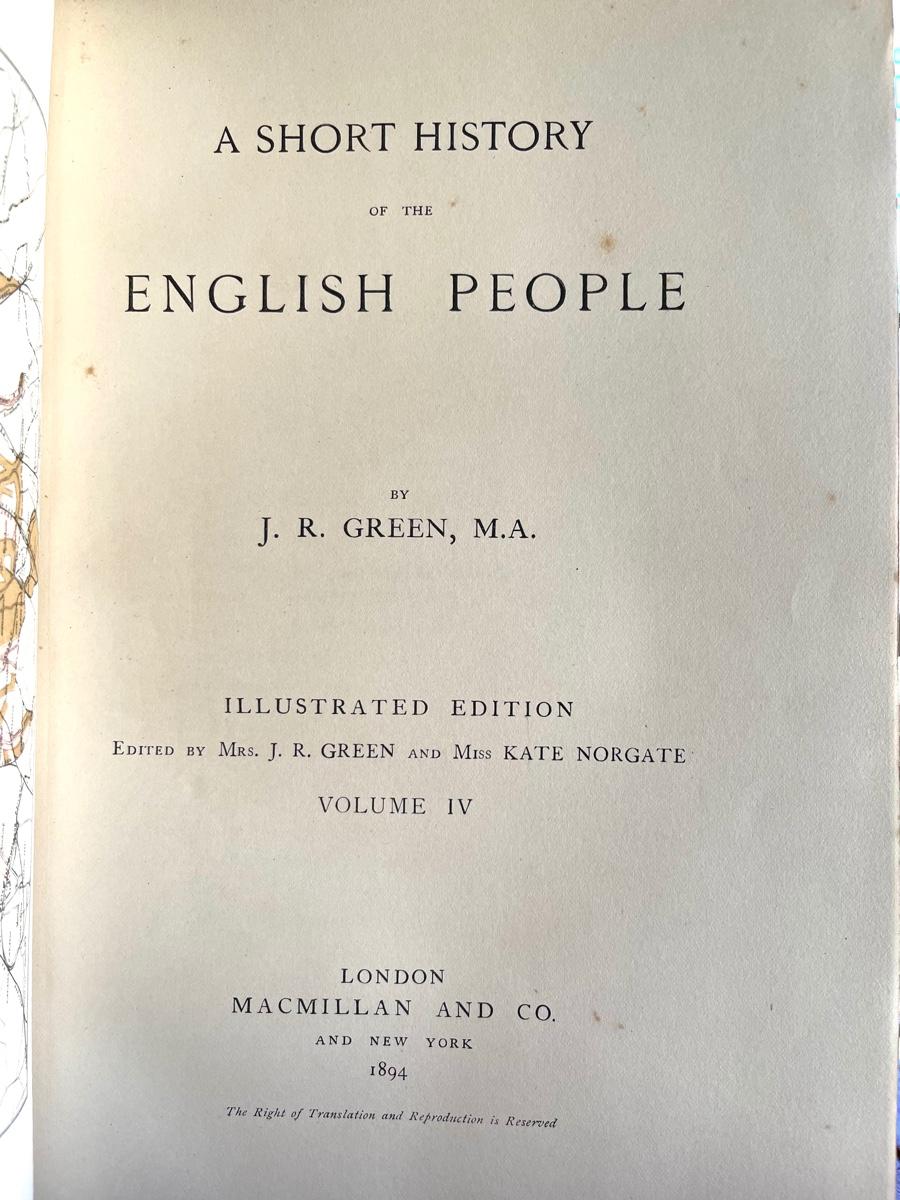 A SHORT HISTORY
OF THE
ENGLISH PEOPLE
BY
J. R. GREEN, M.A.
ILLUSTRATED EDITION
EDITED BY MRS. J. R. GREEN AND MISS KATE NORGATE
VOLUME IV
LONDON
MACMILLAN AND CO.
AND NEW YORK
1894
The Right of Translation and Reproduction is Reserved